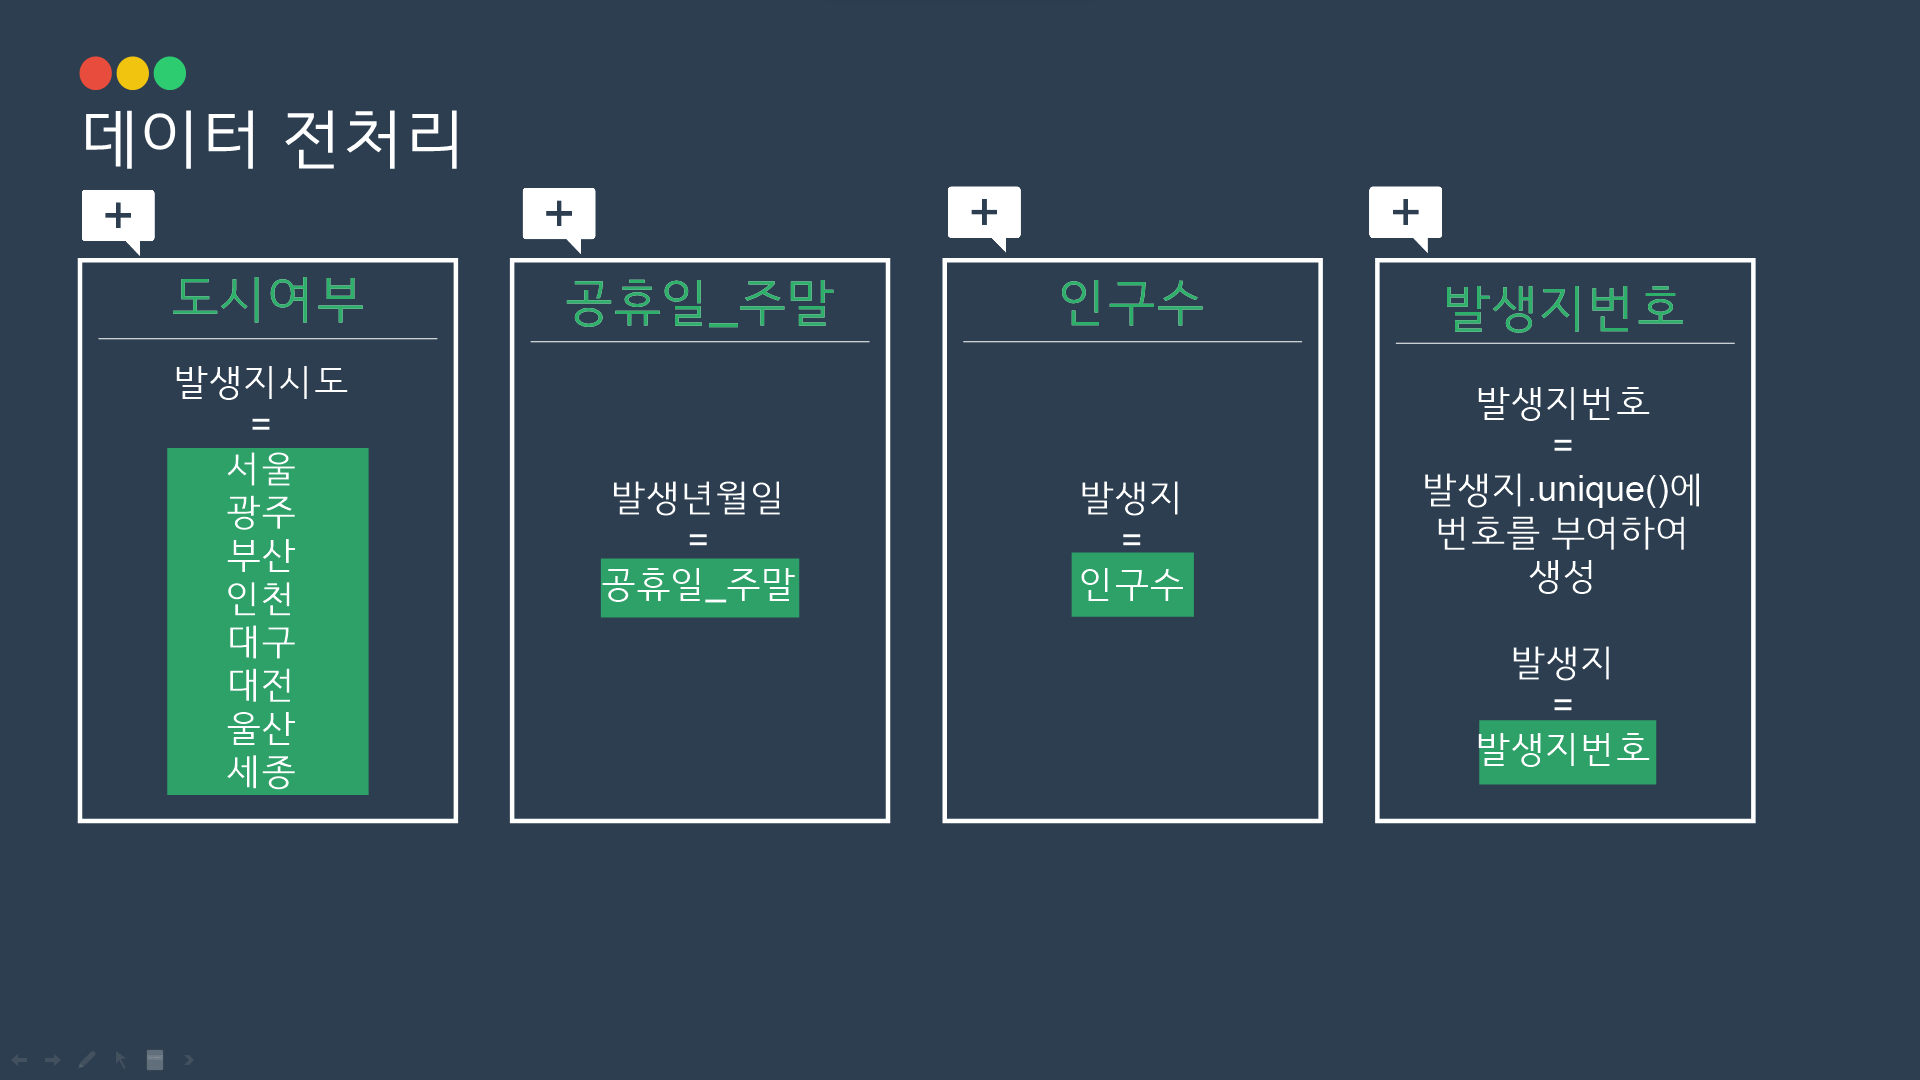 데이터 전처리
+
+
+
+
도시여부
발생지시도
=
서울
광주
부산
인천
대구
대전
울산
세종
공휴일_주말
발생년월일
=
공휴일_주말
인구수
발생지
=
인구수
발생지번호
발생지번호
=
발생지.unique()에
번호를 부여하여
생성
발생지
=
발생지번호